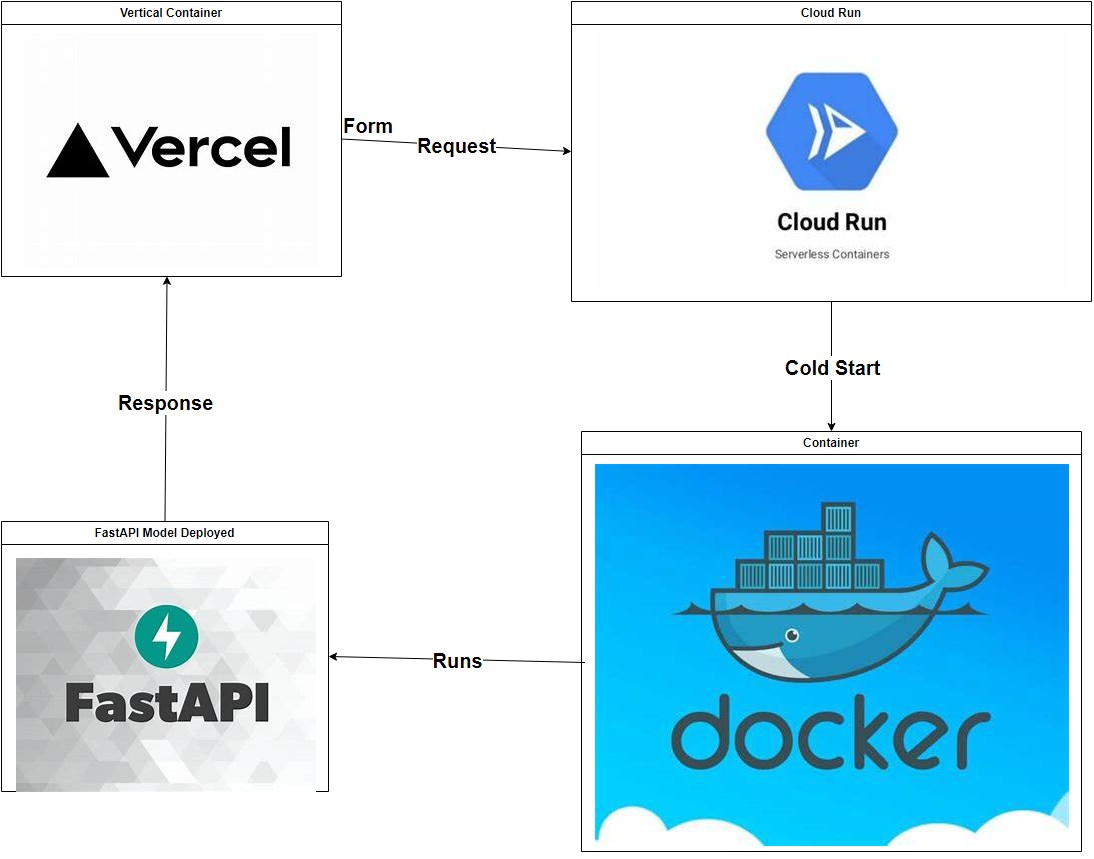 Vertical Container
Vercel
Form
Request
Cloud Run
Cloud Run
Serverless Containers
Cold Start
Container
docker
Runs
FastAPI Model Deployed
FastAPI
Response